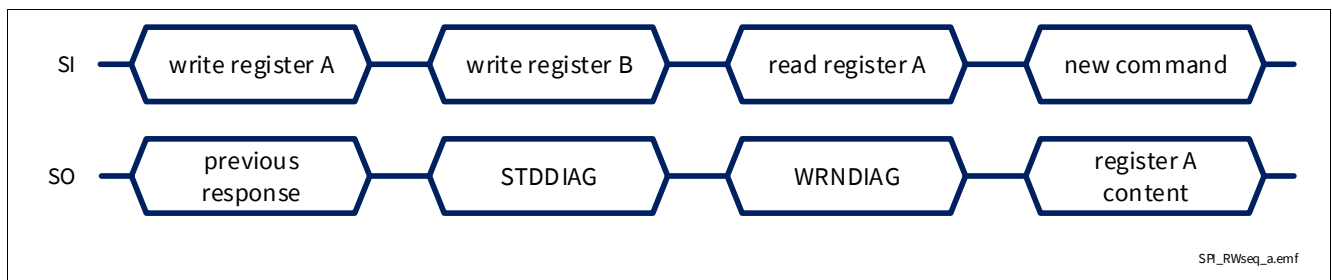 SI
write register A
write register B
read register A
new command
SO
previous
response
STDDIAG
WRNDIAG
register A
content
SPI_RWseq_a.emf